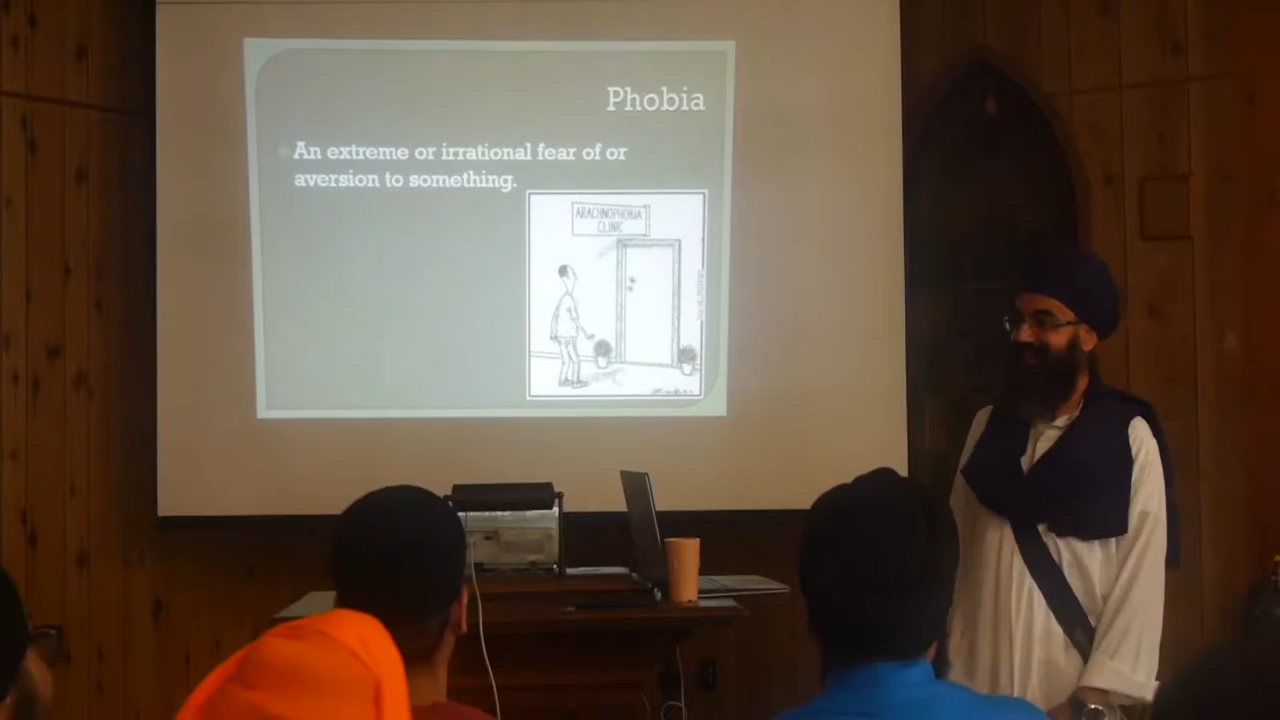 Phobia
An extreme or irrational fear of or
aversion to something.
ARACHNOPHOBIA
CLINIC